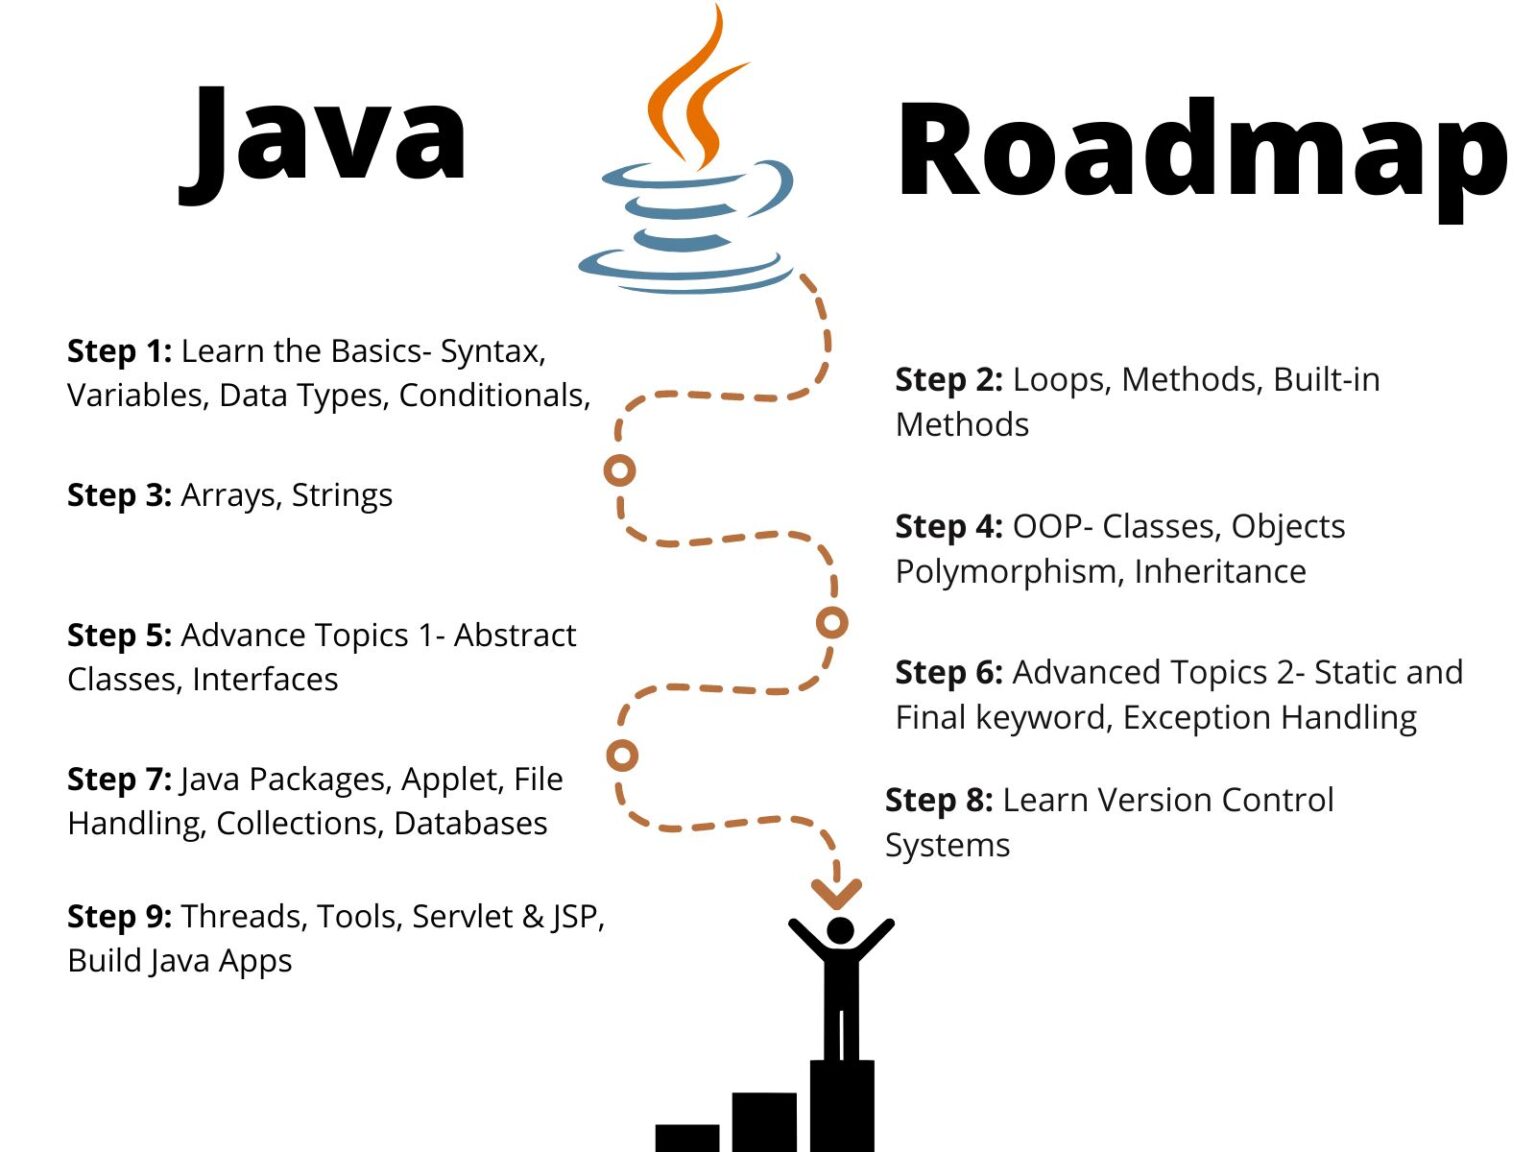 Java
Roadmap
Step 1: Learn the Basics- Syntax,
Variables, Data Types, Conditionals,
Step 2: Loops, Methods, Built-in
Methods
Step 3: Arrays, Strings
Step 4: OOP- Classes, Objects
Polymorphism, Inheritance
Step 5: Advance Topics 1- Abstract
Classes, Interfaces
Step 6: Advanced Topics 2- Static and
Final keyword, Exception Handling
Step 7: Java Packages, Applet, File
Handling, Collections, Databases
Step 8: Learn Version Control
Systems
Step 9: Threads, Tools, Servlet & JSP,
Build Java Apps